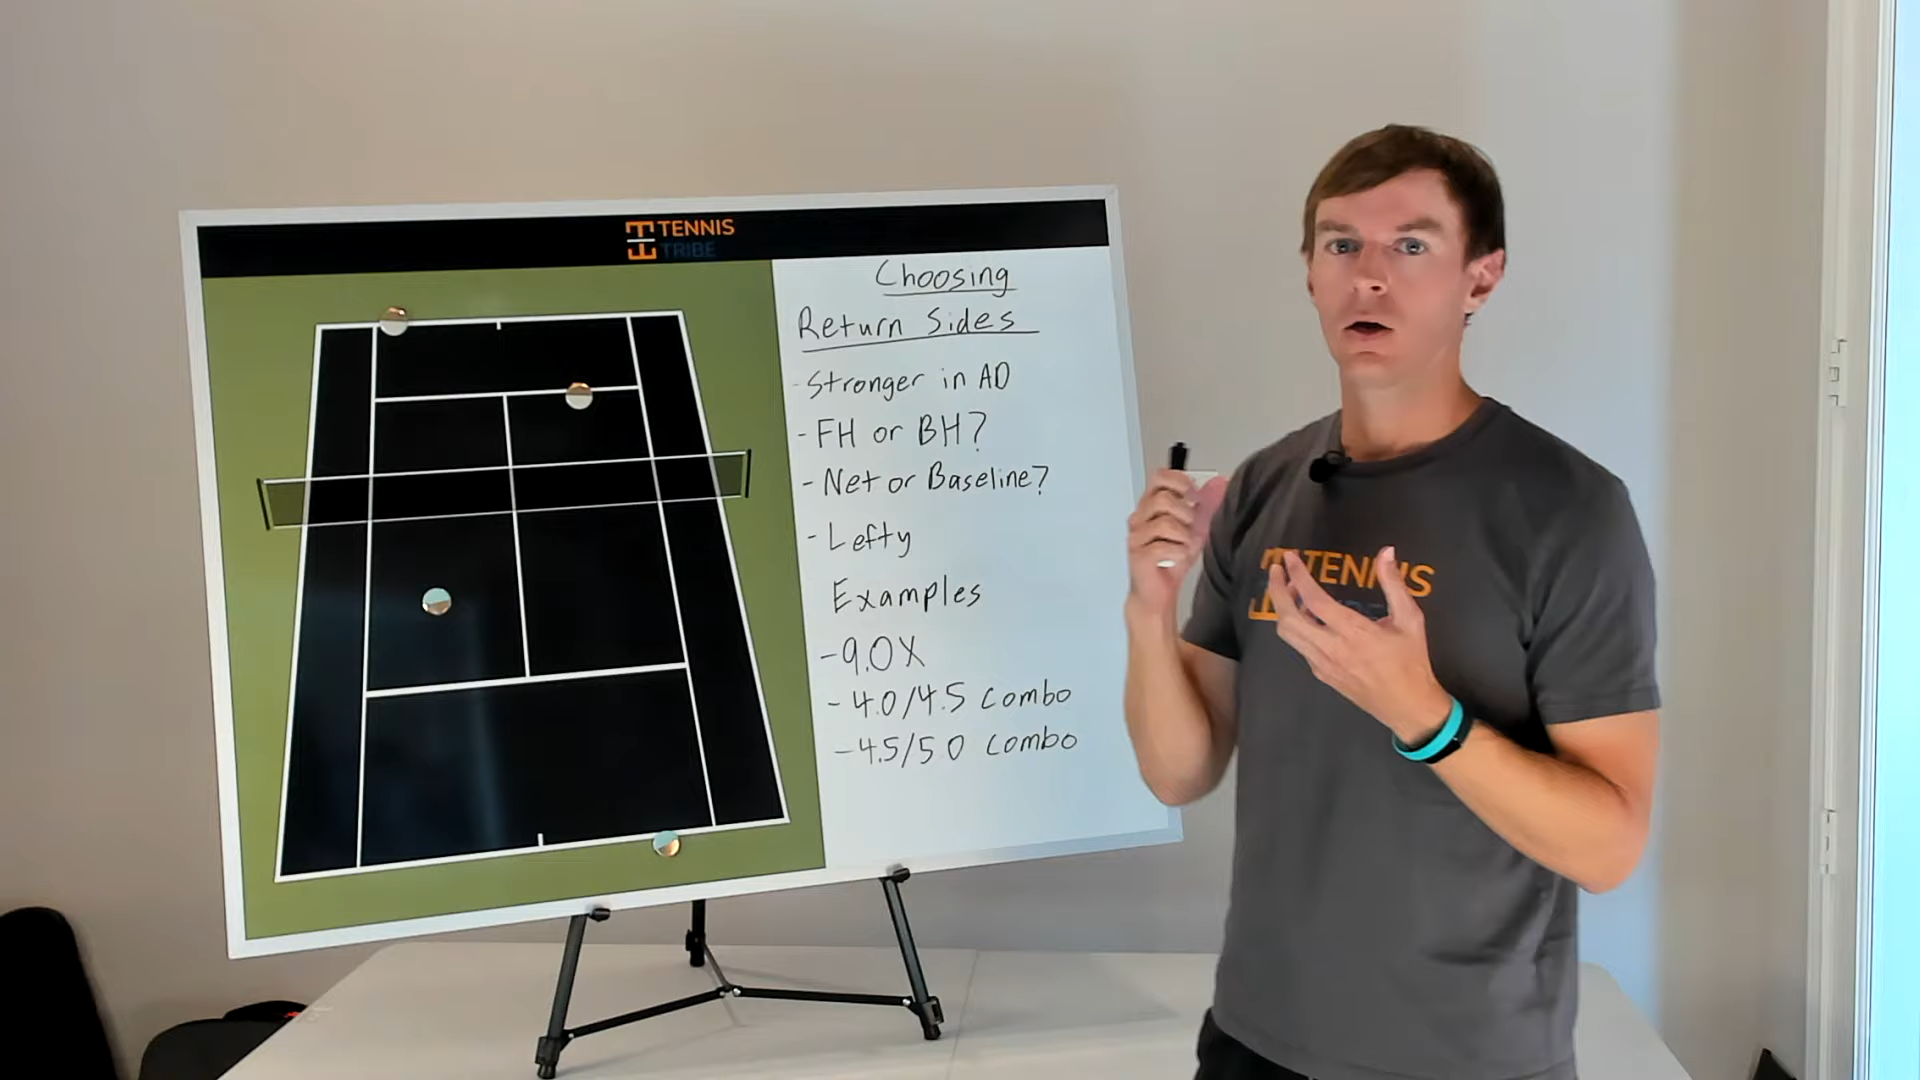 TENNIS
TRIBE
Choosing
Return Sides
- Stronger in AD
- FH or BH?
- Net or Baseline?
- Lefty
Examples
- 9.0X
- 4.0/4.5 combo
- 4.5/5 0 combo
TENNIS